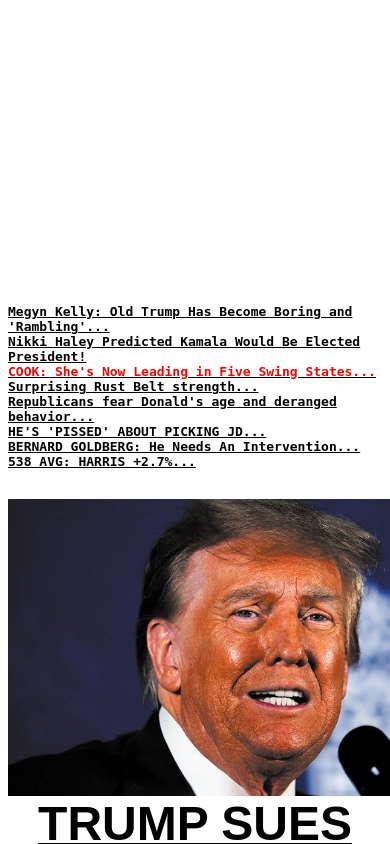 Megyn Kelly: Old Trump Has Become Boring and
'Rambling'...
Nikki Haley Predicted Kamala Would Be Elected
President!
COOK: She's Now Leading in Five Swing States...
Surprising Rust Belt strength...
Republicans fear Donald's age and deranged
behavior...
HE'S 'PISSED' ABOUT PICKING JD...
BERNARD GOLDBERG: He Needs An Intervention...
538 AVG: HARRIS +2.7%...
TRUMP SUES